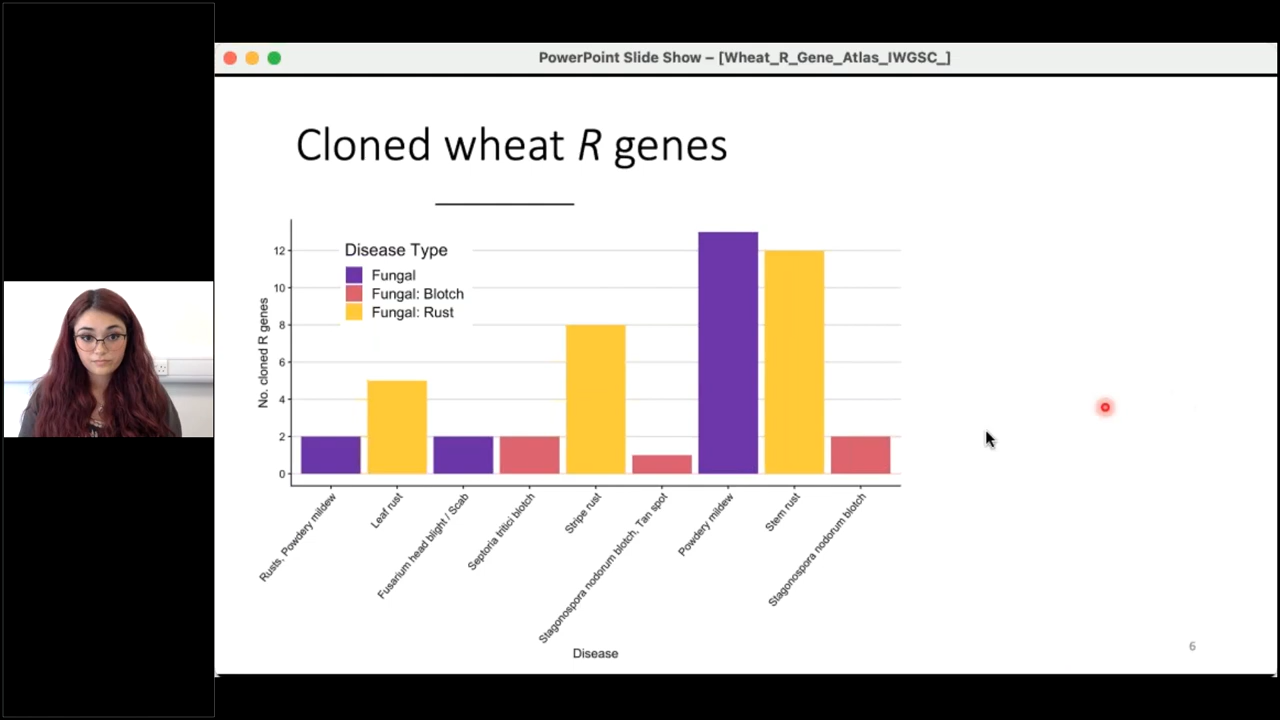 PowerPoint Slide Show – [Wheat_R_Gene_Atlas_IWGSC_]
Cloned wheat R genes
Disease Type
Fungal
Fungal: Blotch
Fungal: Rust
No. cloned R genes
12
10
8
6
4
2
0
Rusts, Powdery mildew
Leaf rust
Fusarium head blight / Scab
Septoria tritici blotch
Stripe rust
Stagonospora nodorum blotch, Tan spot
Powdery mildew
Stem rust
Stagonospora nodorum blotch
Disease
6